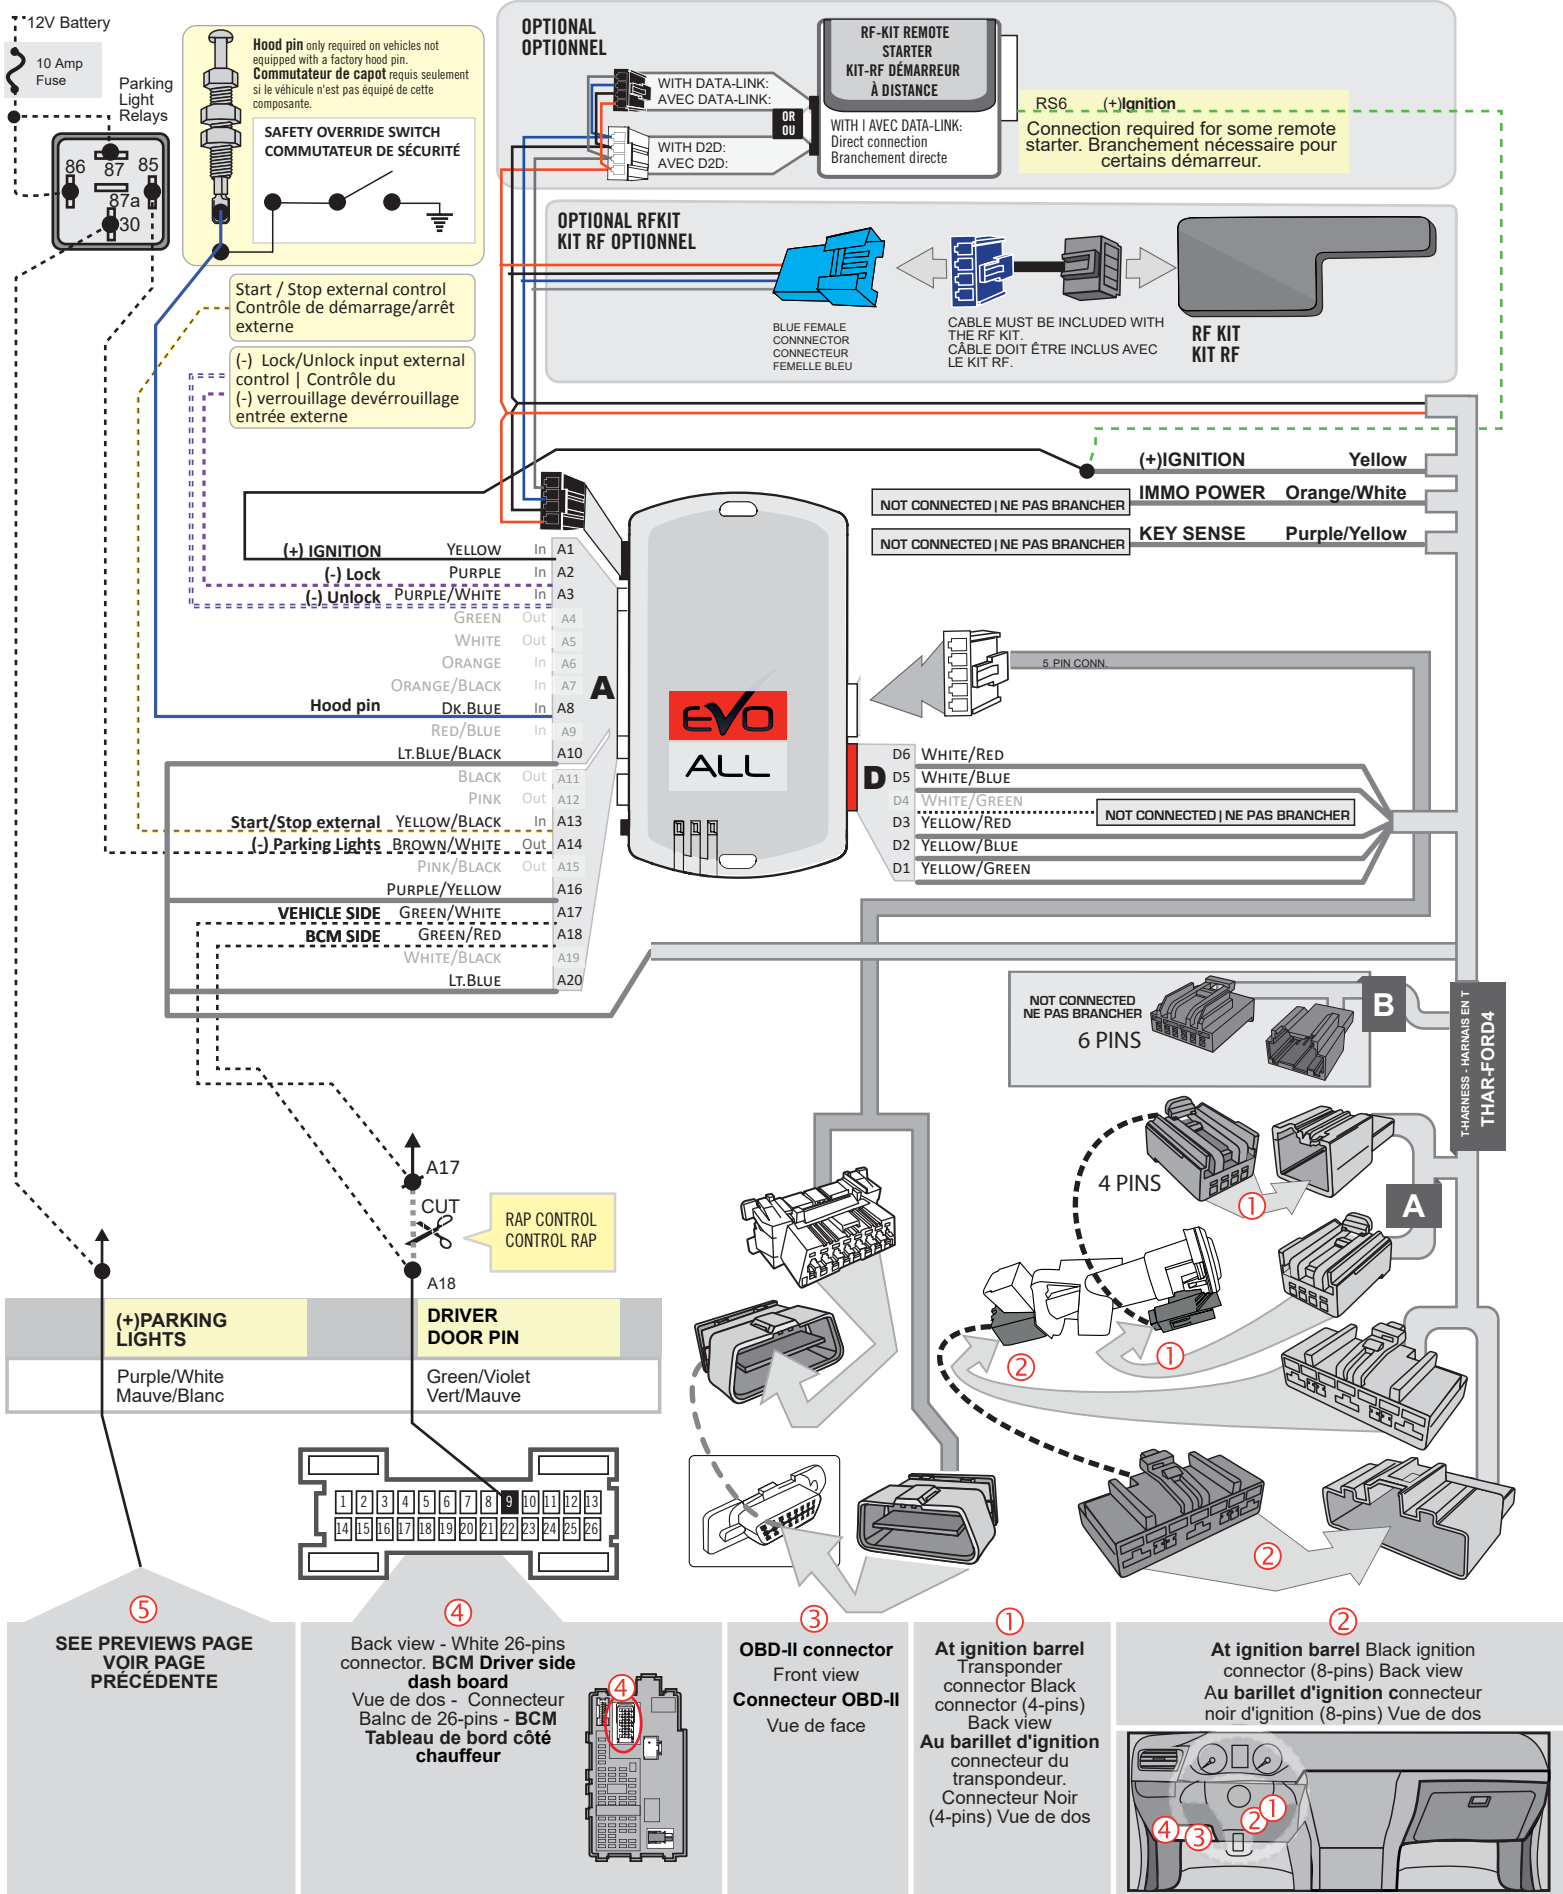 12V Battery
10 Amp
Fuse
Parking
Light
Relays
86
87
85
87a
30
Hood pin only required on vehicles not
equipped with a factory hood pin.
Commutateur de capot requis seulement
si le véhicule n'est pas équipé de cette
composante.
SAFETY OVERRIDE SWITCH
COMMUTATEUR DE SÉCURITÉ
OPTIONAL
OPTIONNEL
WITH DATA-LINK:
AVEC DATA-LINK:
OR
OU
WITH D2D:
AVEC D2D:
RF-KIT REMOTE
STARTER
KIT-RF DÉMARREUR
À DISTANCE
WITH | AVEC DATA-LINK:
Direct connection
Branchement directe
RS6 (+)Ignition
Connection required for some remote
starter. Branchement nécessaire pour
certains démarreur.
OPTIONAL RFKIT
KIT RF OPTIONNEL
BLUE FEMALE
CONNNECTOR
CONNECTEUR
FEMELLE BLEU
CABLE MUST BE INCLUDED WITH
THE RF KIT.
CÂBLE DOIT ÊTRE INCLUS AVEC
LE KIT RF.
RF KIT
KIT RF
Start / Stop external control
Contrôle de démarrage/arrêt
externe
(-) Lock/Unlock input external
control | Contrôle du
(-) verrouillage devérrouillage
entrée externe
(+)IGNITION Yellow
NOT CONNECTED | NE PAS BRANCHER IMMO POWER Orange/White
NOT CONNECTED | NE PAS BRANCHER KEY SENSE Purple/Yellow
(+) IGNITION YELLOW In A1
(-) Lock PURPLE In A2
(-) Unlock PURPLE/WHITE In A3
GREEN Out A4
WHITE Out A5
ORANGE In A6
ORANGE/BLACK In A7
Hood pin DK.BLUE In A8
RED/BLUE In A9
LT.BLUE/BLACK A10
BLACK Out A11
PINK Out A12
Start/Stop external YELLOW/BLACK In A13
(-) Parking Lights BROWN/WHITE Out A14
PINK/BLACK Out A15
PURPLE/YELLOW A16
VEHICLE SIDE GREEN/WHITE A17
BCM SIDE GREEN/RED A18
WHITE/BLACK A19
LT.BLUE A20
A
EVO
ALL
5 PIN CONN.
D
D6 WHITE/RED
D5 WHITE/BLUE
D4 WHITE/GREEN
NOT CONNECTED | NE PAS BRANCHER
D3 YELLOW/RED
D2 YELLOW/BLUE
D1 YELLOW/GREEN
NOT CONNECTED
NE PAS BRANCHER
6 PINS
B
T-HARNESS - HARNAIS EN T
THAR-FORD4
4 PINS
1
A
2
1
2
A17
CUT
RAP CONTROL
CONTROL RAP
A18
(+)PARKING
LIGHTS
DRIVER
DOOR PIN
Purple/White
Mauve/Blanc
Green/Violet
Vert/Mauve
1 2 3 4 5 6 7 8 9 10 11 12 13
14 15 16 17 18 19 20 21 22 23 24 25 26
5
SEE PREVIEWS PAGE
VOIR PAGE
PRÉCÉDENTE
4
Back view - White 26-pins
connector. BCM Driver side
dash board
Vue de dos - Connecteur
Balnc de 26-pins - BCM
Tableau de bord côté
chauffeur
4
3
OBD-II connector
Front view
Connecteur OBD-II
Vue de face
1
At ignition barrel
Transponder
connector Black
connector (4-pins)
Back view
Au barillet d'ignition
connecteur du
transpondeur.
Connecteur Noir
(4-pins) Vue de dos
2
At ignition barrel Black ignition
connector (8-pins) Back view
Au barillet d'ignition connecteur
noir d'ignition (8-pins) Vue de dos
4
3
2
1